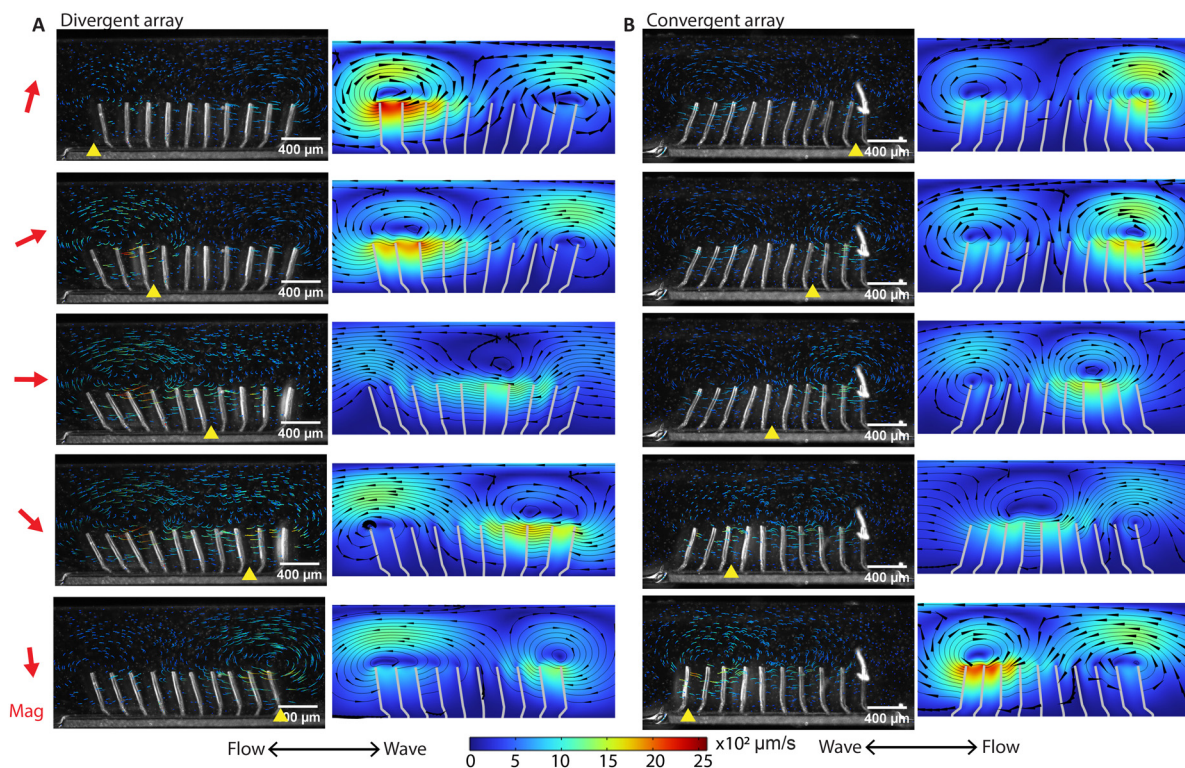 A Divergent array
B Convergent array
400 µm
400 µm
400 µm
400 µm
400 µm
400 µm
400 µm
400 µm
00 µm
400 µm
Mag
Flow Wave
x10² µm/s
Wave Flow
0 5 10 15 20 25